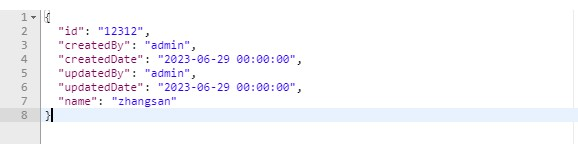 1 {
2 "id": "12312",
3 "createdBy": "admin",
4 "createdDate": "2023-06-29 00:00:00",
5 "updatedBy": "admin",
6 "updatedDate": "2023-06-29 00:00:00",
7 "name": "zhangsan"
8 }